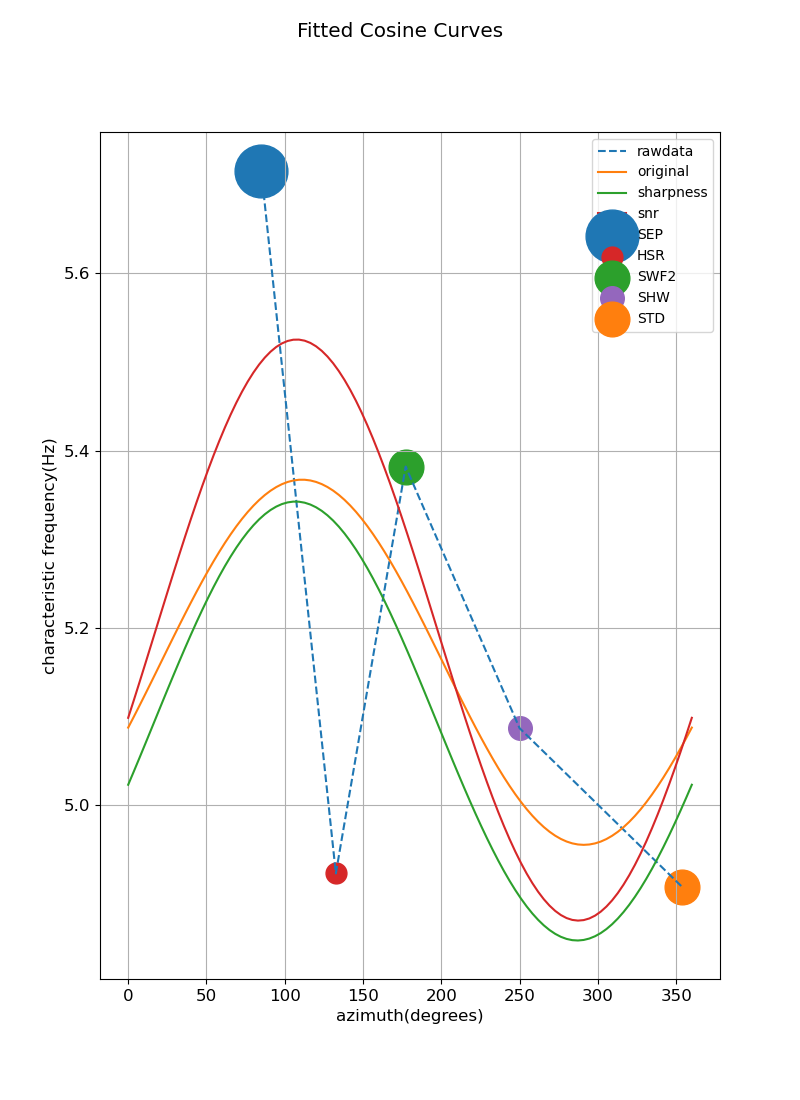 Fitted Cosine Curves
rawdata
original
sharpness
snr
SEP
HSR
SWF2
SHW
STD
5.6
5.4
5.2
5.0
characteristic frequency(Hz)
0 50 100 150 200 250 300 350
azimuth(degrees)